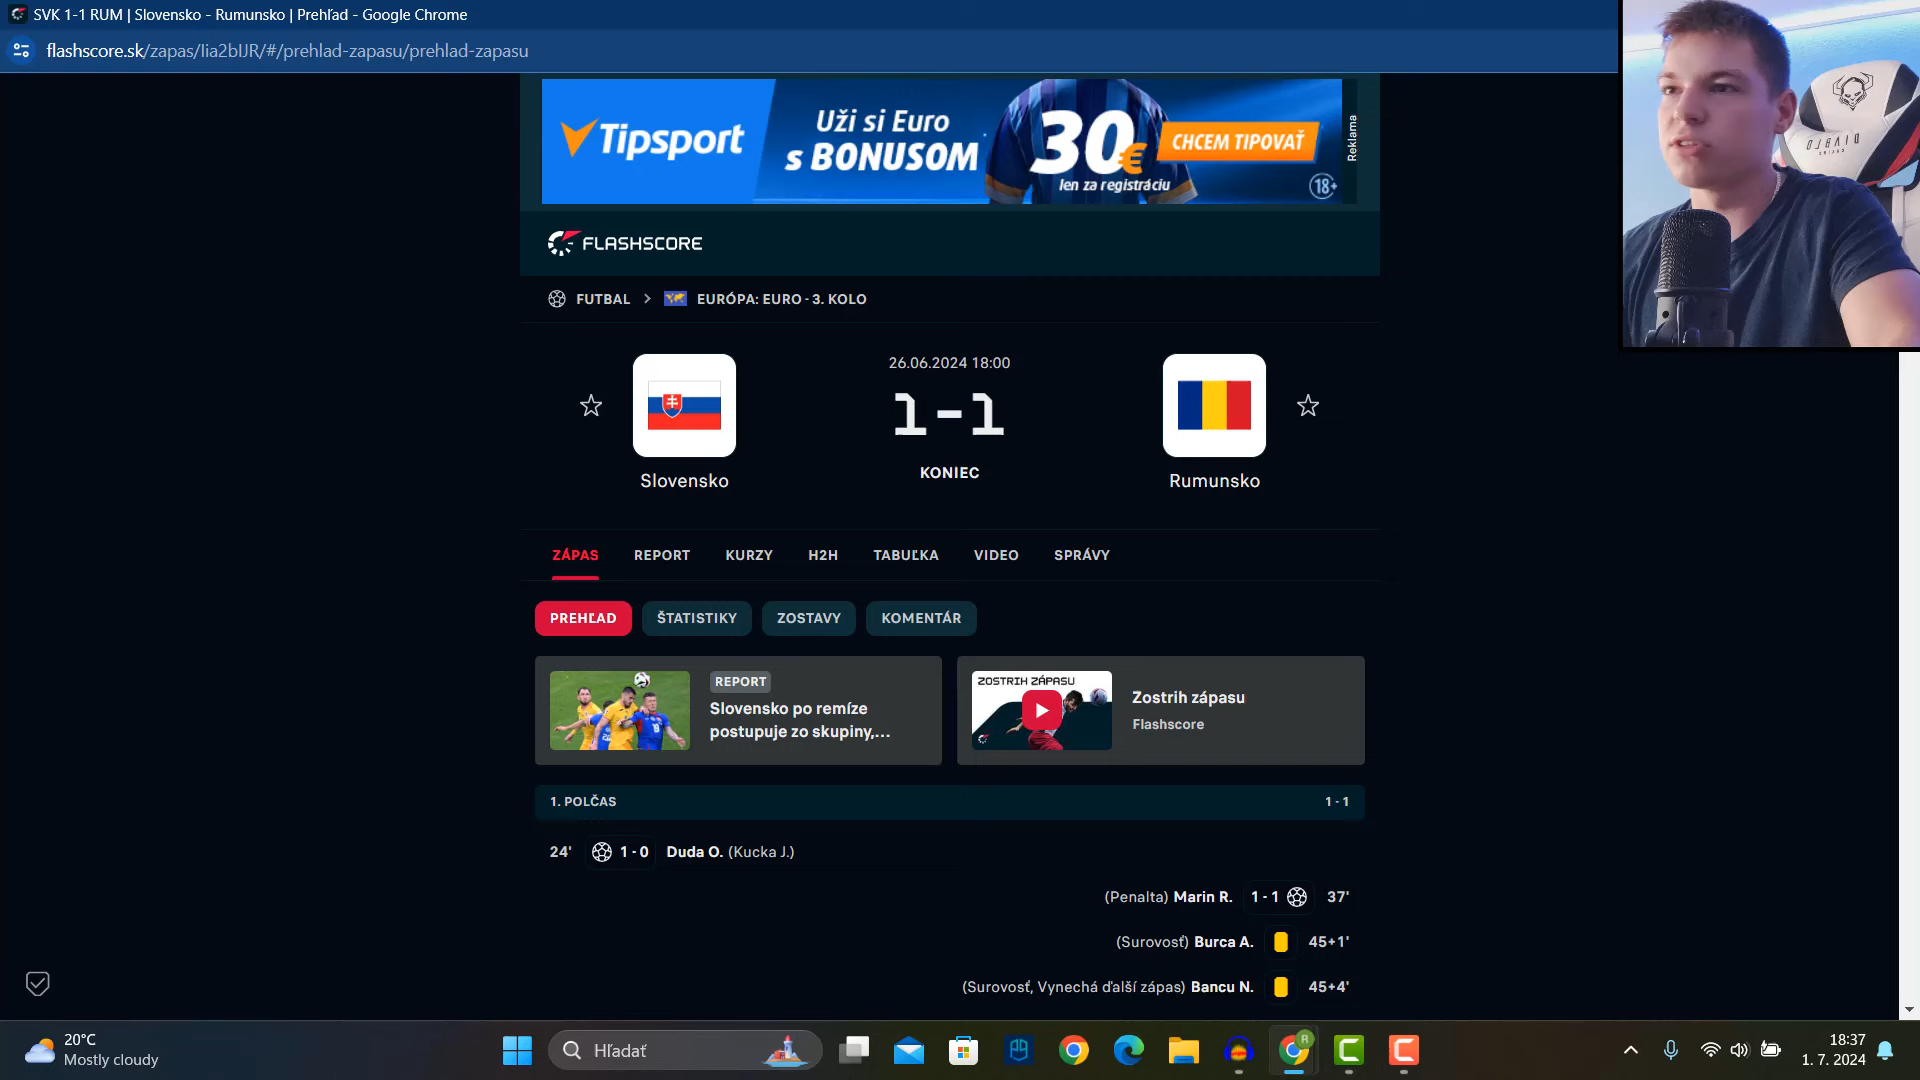 SVK 1-1 RUM | Slovensko - Rumunsko | Prehľad - Google Chrome
flashscore.sk/zapas/Iia2bIJR/#/prehlad-zapasu/prehlad-zapasu
Tipsport
Uži si Euro
s BONUSOM
30€
len za registráciu
CHCEM TIPOVAŤ
18+
Reklama
DIABLO
FLASHSCORE
FUTBAL
EURÓPA: EURO - 3. KOLO
26.06.2024 18:00
1-1
KONIEC
Slovensko
Rumunsko
ZÁPAS REPORT KURZY H2H TABUĽKA VIDEO SPRÁVY
PREHĽAD ŠTATISTIKY ZOSTAVY KOMENTÁR
REPORT
Slovensko po remíze
postupuje zo skupiny,...
ZOSTRIH ZÁPASU
Zostrih zápasu
Flashscore
1. POLČAS 1 - 1
24' 1 - 0 Duda O. (Kucka J.)
(Penalta) Marin R. 1 - 1 37'
(Surovosť) Burca A. 45+1'
(Surovosť, Vynechá ďalší zápas) Bancu N. 45+4'
20°C
Mostly cloudy
Hľadať
R
18:37
1. 7. 2024